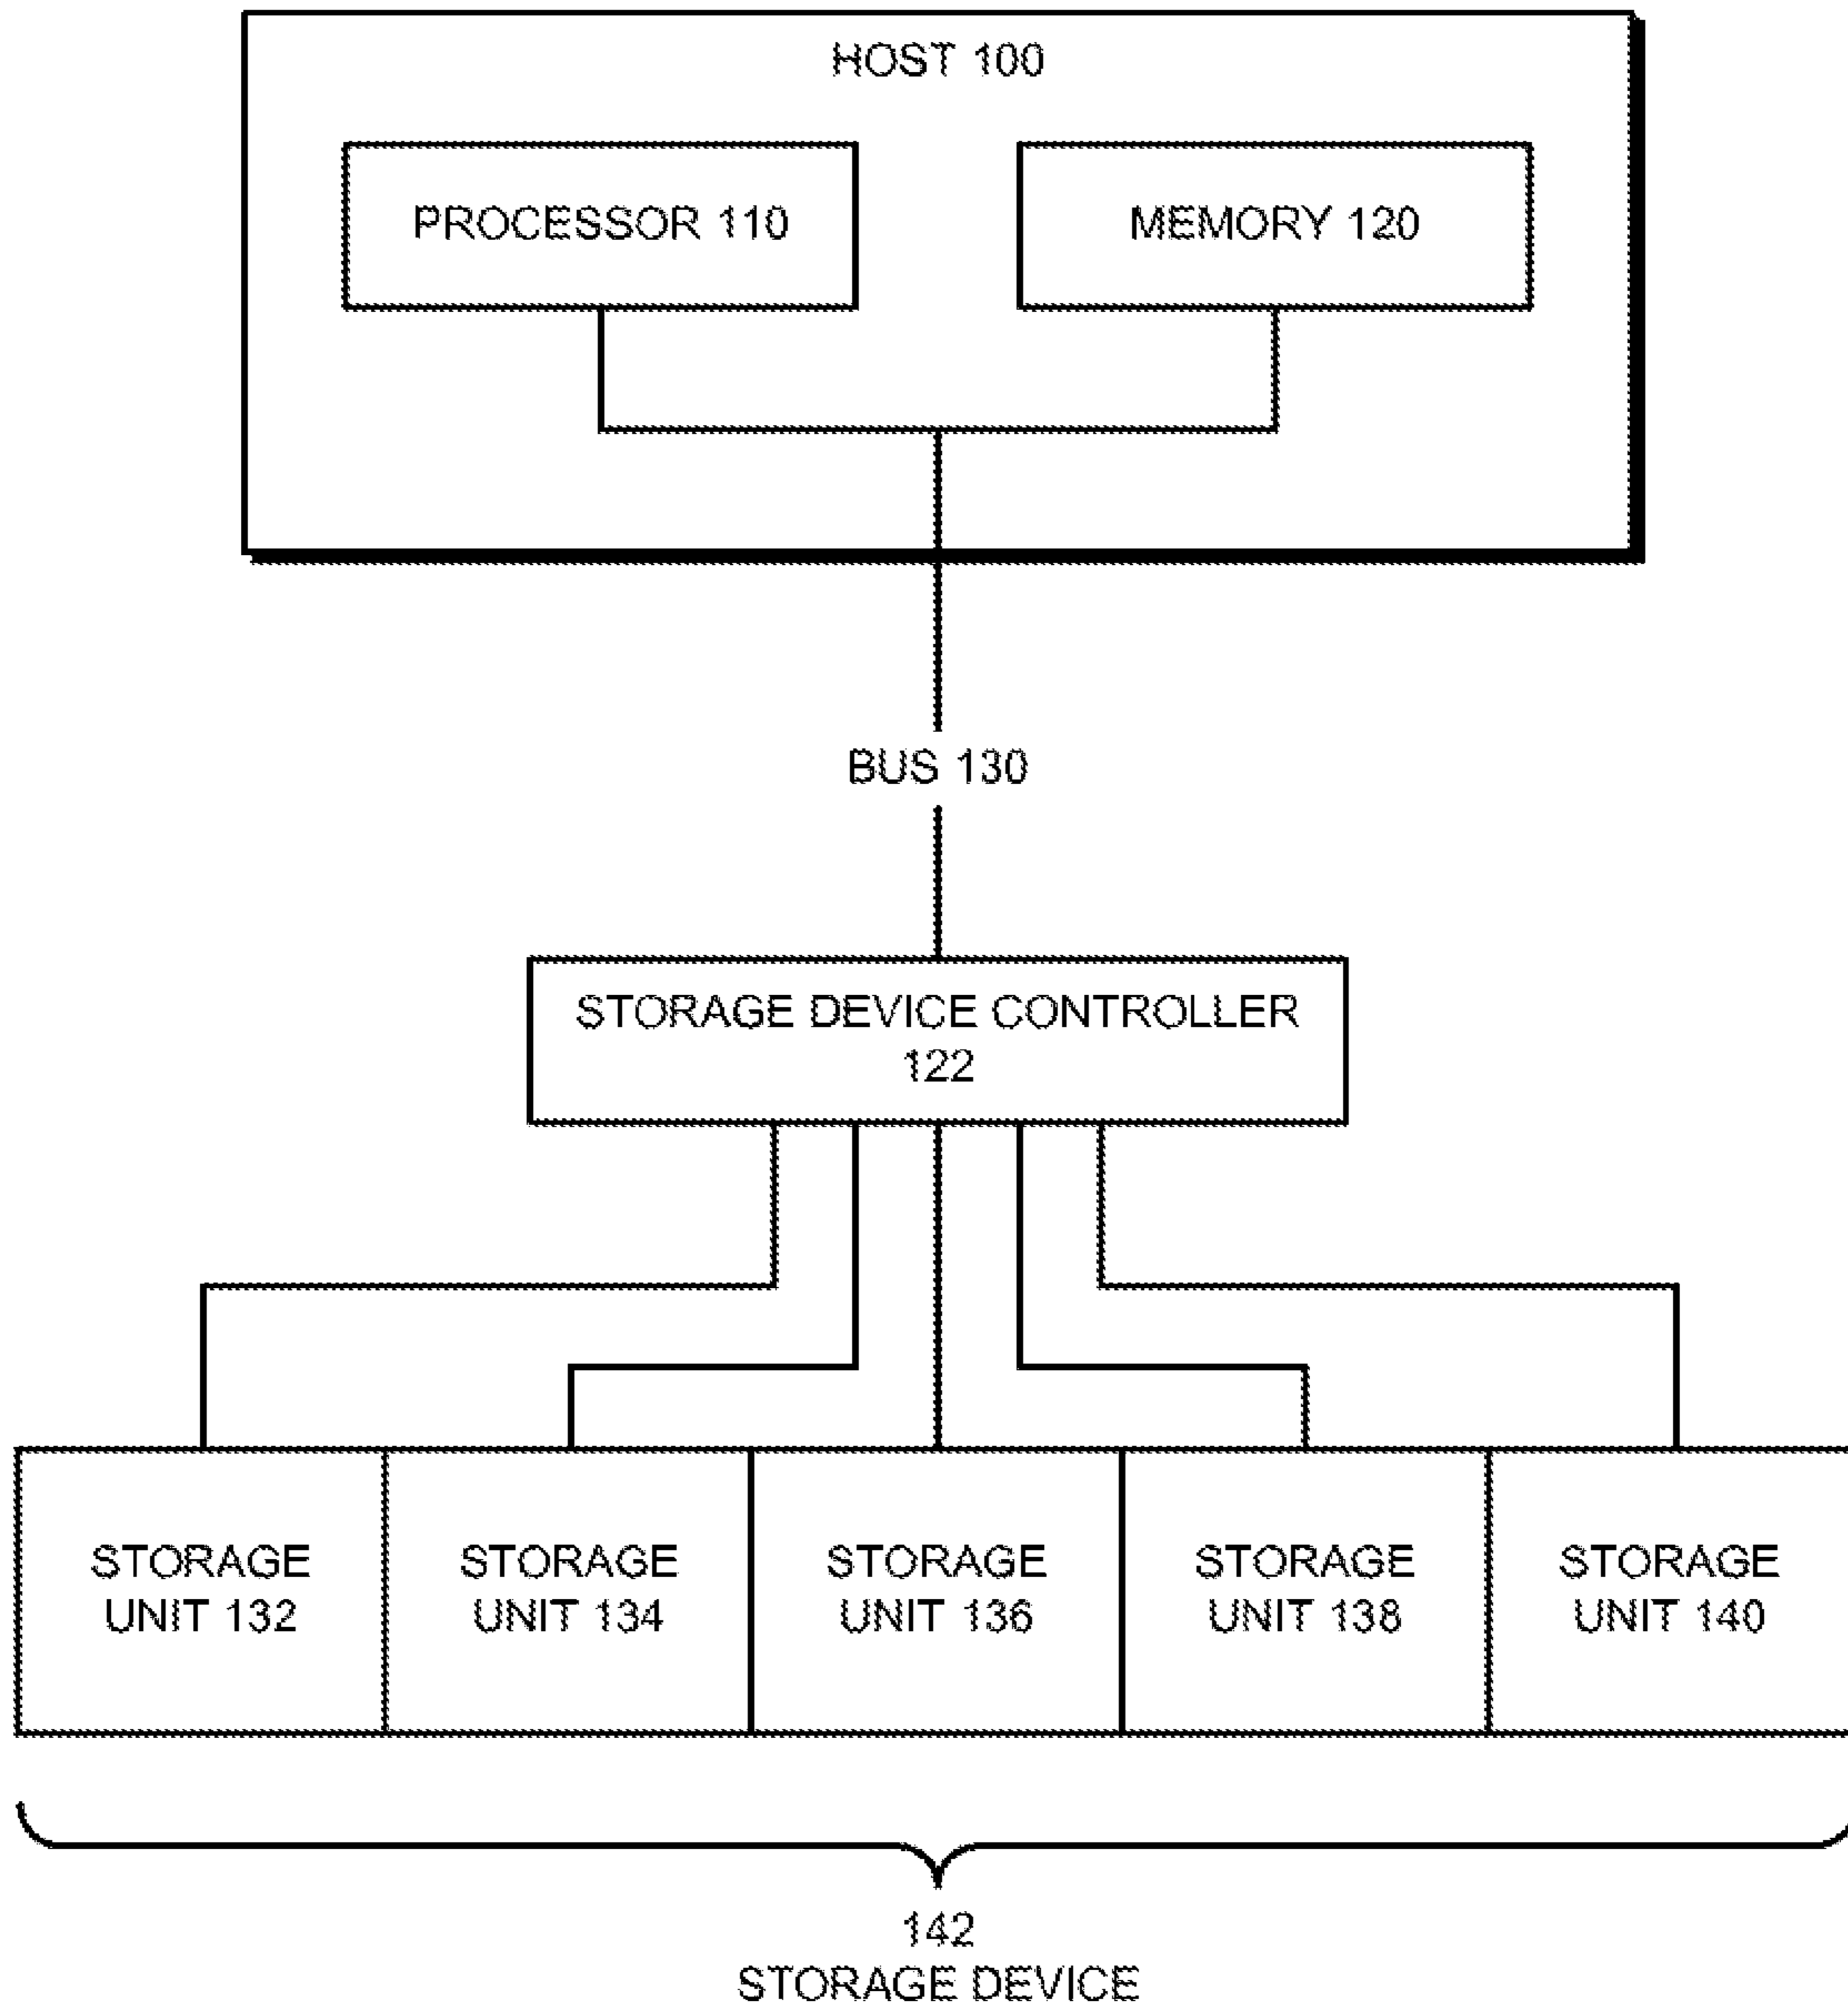 HOST 100
PROCESSOR 110
MEMORY 120
BUS 130
STORAGE DEVICE CONTROLLER
122
STORAGE
UNIT 132
STORAGE
UNIT 134
STORAGE
UNIT 136
STORAGE
UNIT 138
STORAGE
UNIT 140
142
STORAGE DEVICE